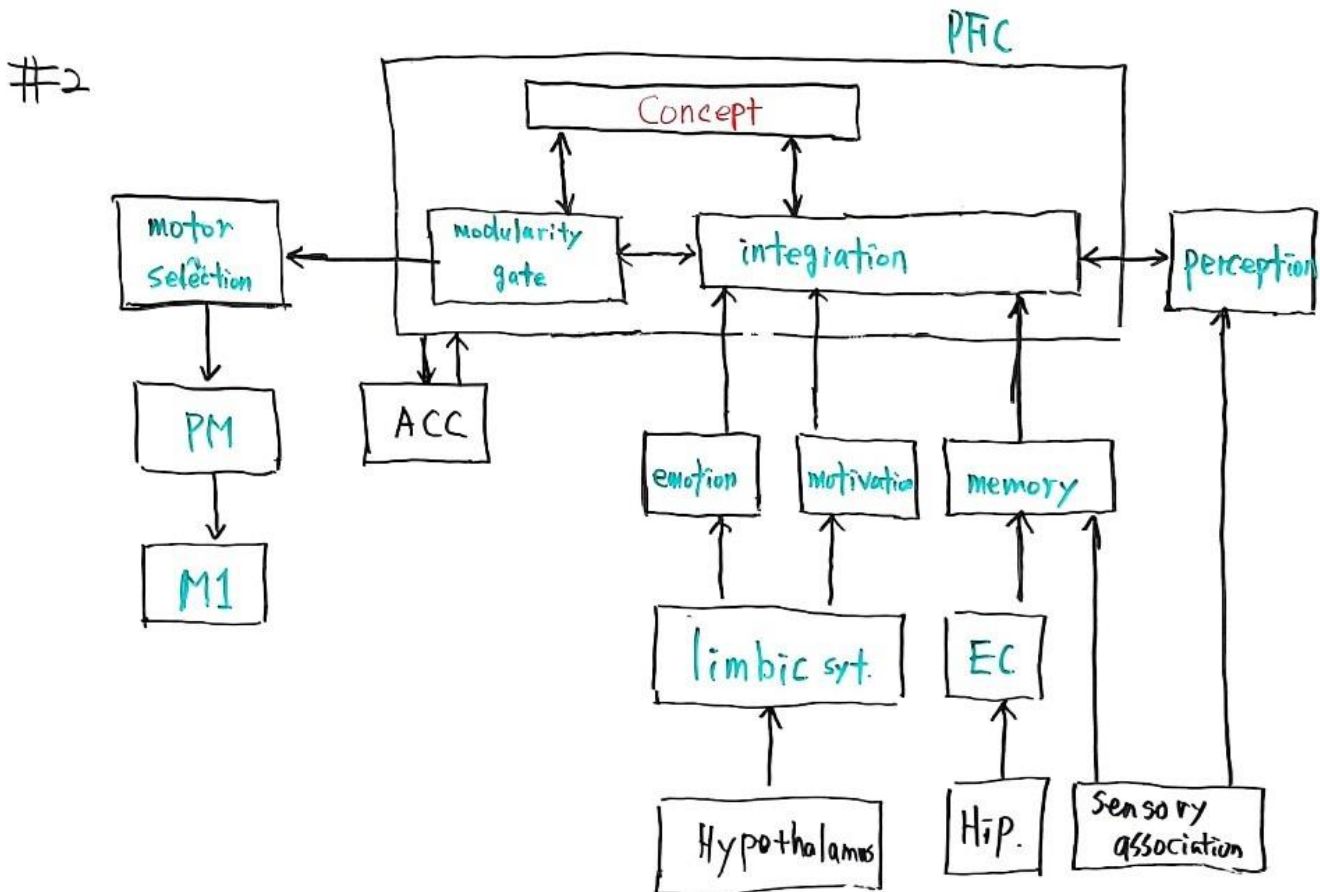 #2
PFC
Concept
motor
selection
modularity
gate
integration
perception
PM
ACC
emotion
motivation
memory
M1
limbic syt.
EC
Hypothalamus
Hip.
Sensory
association